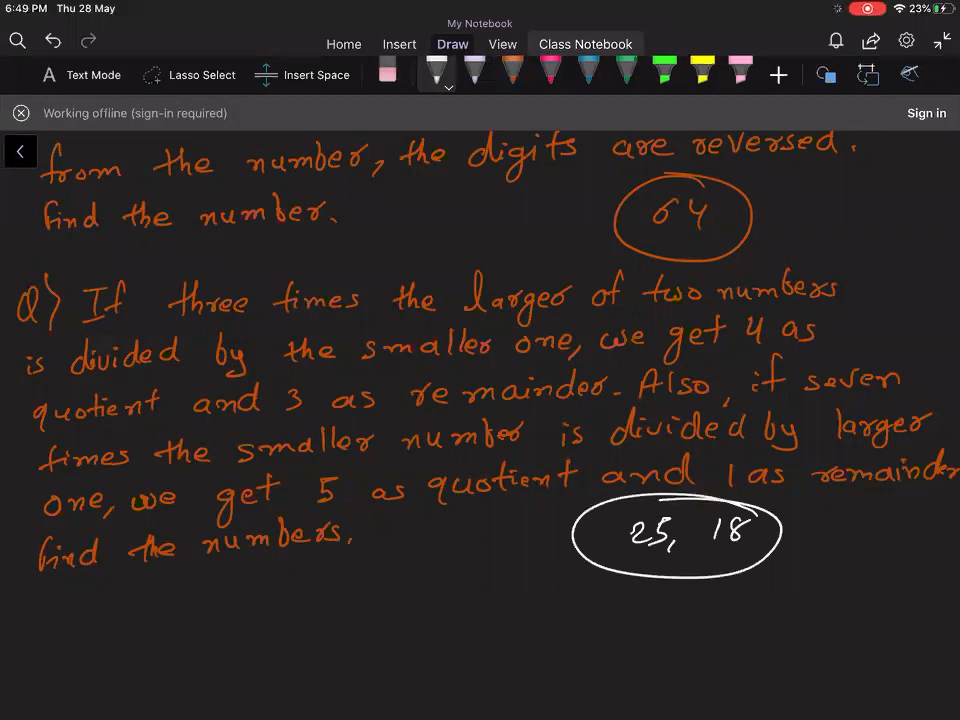 6:49 PM Thu 28 May
23%
My Notebook
Home Insert Draw View Class Notebook
Text Mode Lasso Select Insert Space
Working offline (sign-in required) Sign in
from the number, the digits are reversed.
find the number.
64
Q) If three times the larger of two numbers
is divided by the smaller one, we get 4 as
quotient and 3 as remainder. Also, if seven
times the smaller number is divided by larger
one, we get 5 as quotient and 1 as remainder
find the numbers.
25, 18